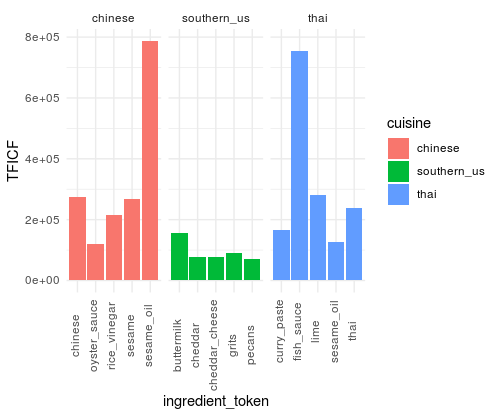 chinese southern_us thai
TFICF
8e+05
6e+05
4e+05
2e+05
0e+00
chinese
oyster_sauce
rice_vinegar
sesame
sesame_oil
buttermilk
cheddar
cheddar_cheese
grits
pecans
curry_paste
fish_sauce
lime
sesame_oil
thai
ingredient_token
cuisine
chinese
southern_us
thai